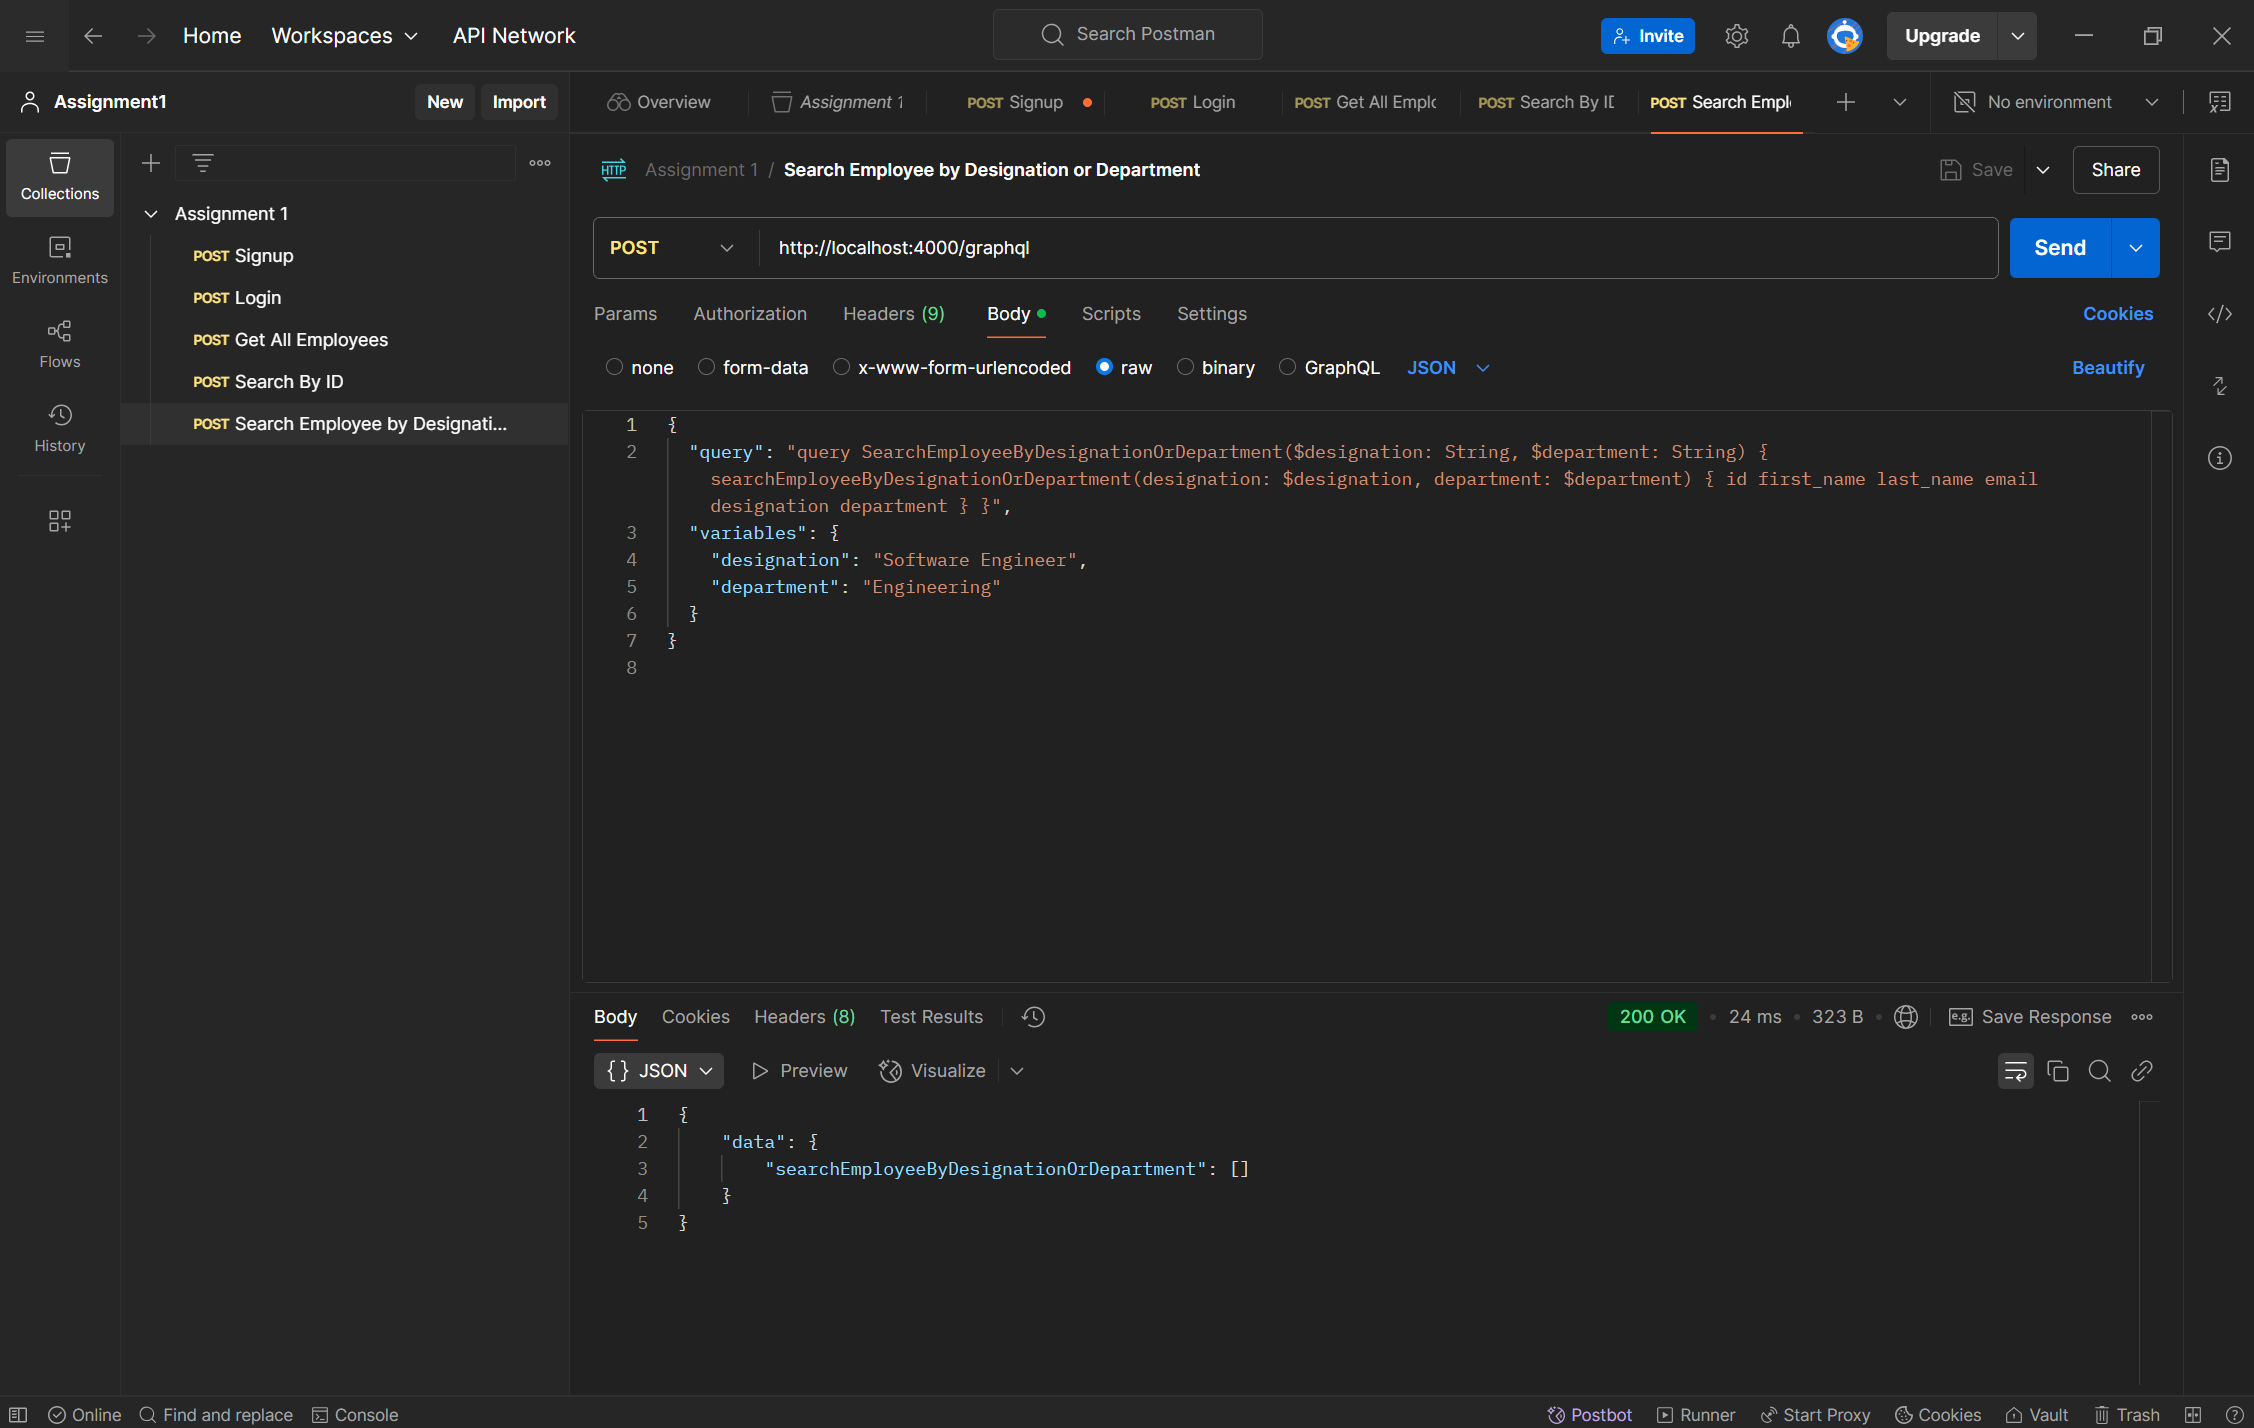 Home Workspaces API Network Search Postman Invite Upgrade
Assignment1 New Import
Overview Assignment 1 POST Signup POST Login POST Get All Emplo POST Search By ID POST Search Empl No environment
Collections
Environments
Flows
History
Assignment 1
POST Signup
POST Login
POST Get All Employees
POST Search By ID
POST Search Employee by Designati...
HTTP Assignment 1 / Search Employee by Designation or Department Save Share
POST http://localhost:4000/graphql Send
Params Authorization Headers (9) Body Scripts Settings Cookies
none form-data x-www-form-urlencoded raw binary GraphQL JSON Beautify
1 {
2 "query": "query SearchEmployeeByDesignationOrDepartment($designation: String, $department: String) {
searchEmployeeByDesignationOrDepartment(designation: $designation, department: $department) { id first_name last_name email
designation department } }",
3 "variables": {
4 "designation": "Software Engineer",
5 "department": "Engineering"
6 }
7 }
8
Body Cookies Headers (8) Test Results 200 OK • 24 ms • 323 B • e.g. Save Response
{} JSON Preview Visualize
1 {
2 "data": {
3 "searchEmployeeByDesignationOrDepartment": []
4 }
5 }
Online Find and replace Console Postbot Runner Start Proxy Cookies Vault Trash